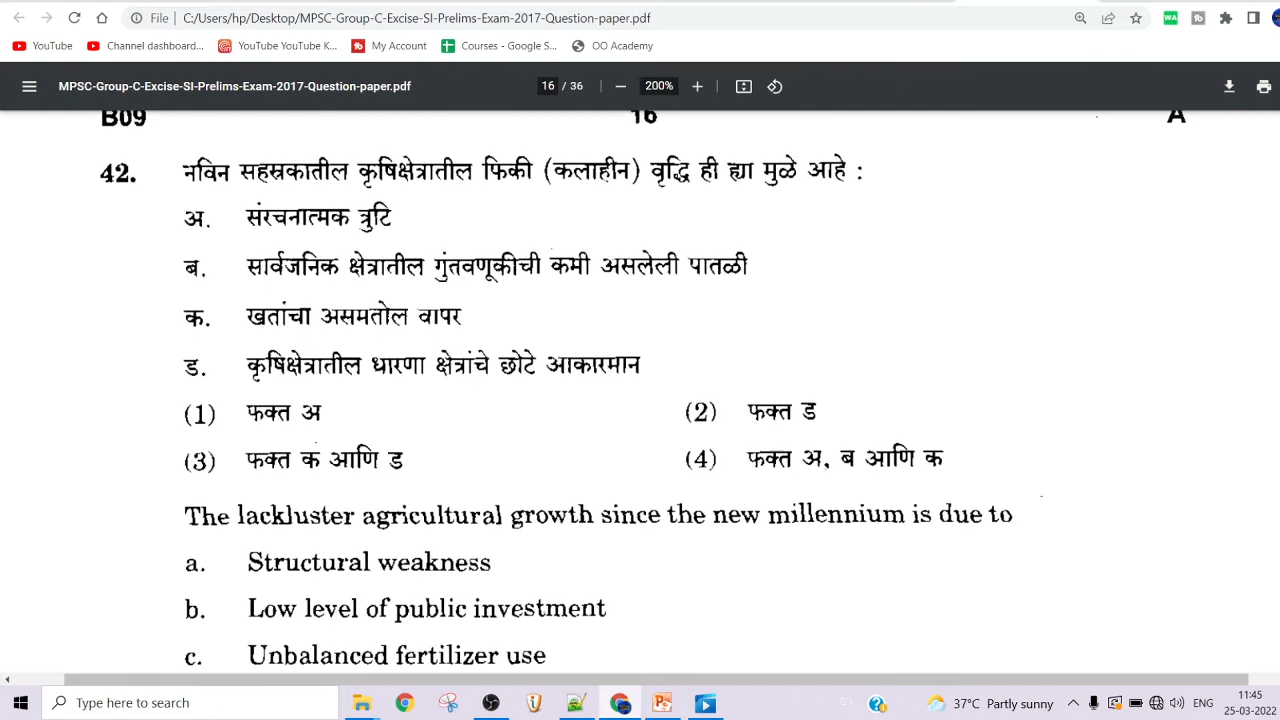 C:/Users/hp/Desktop/MPSC-Group-C-Excise-SI-Prelims-Exam-2017-Question-paper.pdf
File
YouTube
Channel dashboard...
YouTube YouTube K...
My Account
Courses - Google S...
OO Academy
MPSC-Group-C-Excise-SI-Prelims-Exam-2017-Question-paper.pdf
16 / 36
200%
B09 16 A
42. नविन सहस्रकातील कृषिक्षेत्रातील फिकी (कलाहीन) वृद्धि ही ह्या मुळे आहे :
अ. संरचनात्मक त्रुटि
ब. सार्वजनिक क्षेत्रातील गुंतवणूकीची कमी असलेली पातळी
क. खतांचा असमतोल वापर
ड. कृषिक्षेत्रातील धारणा क्षेत्रांचे छोटे आकारमान
(1) फक्त अ (2) फक्त ड
(3) फक्त क आणि ड (4) फक्त अ, ब आणि क
The lackluster agricultural growth since the new millennium is due to
a. Structural weakness
b. Low level of public investment
c. Unbalanced fertilizer use
Type here to search
37°C Partly sunny
ENG
11:45
25-03-2022